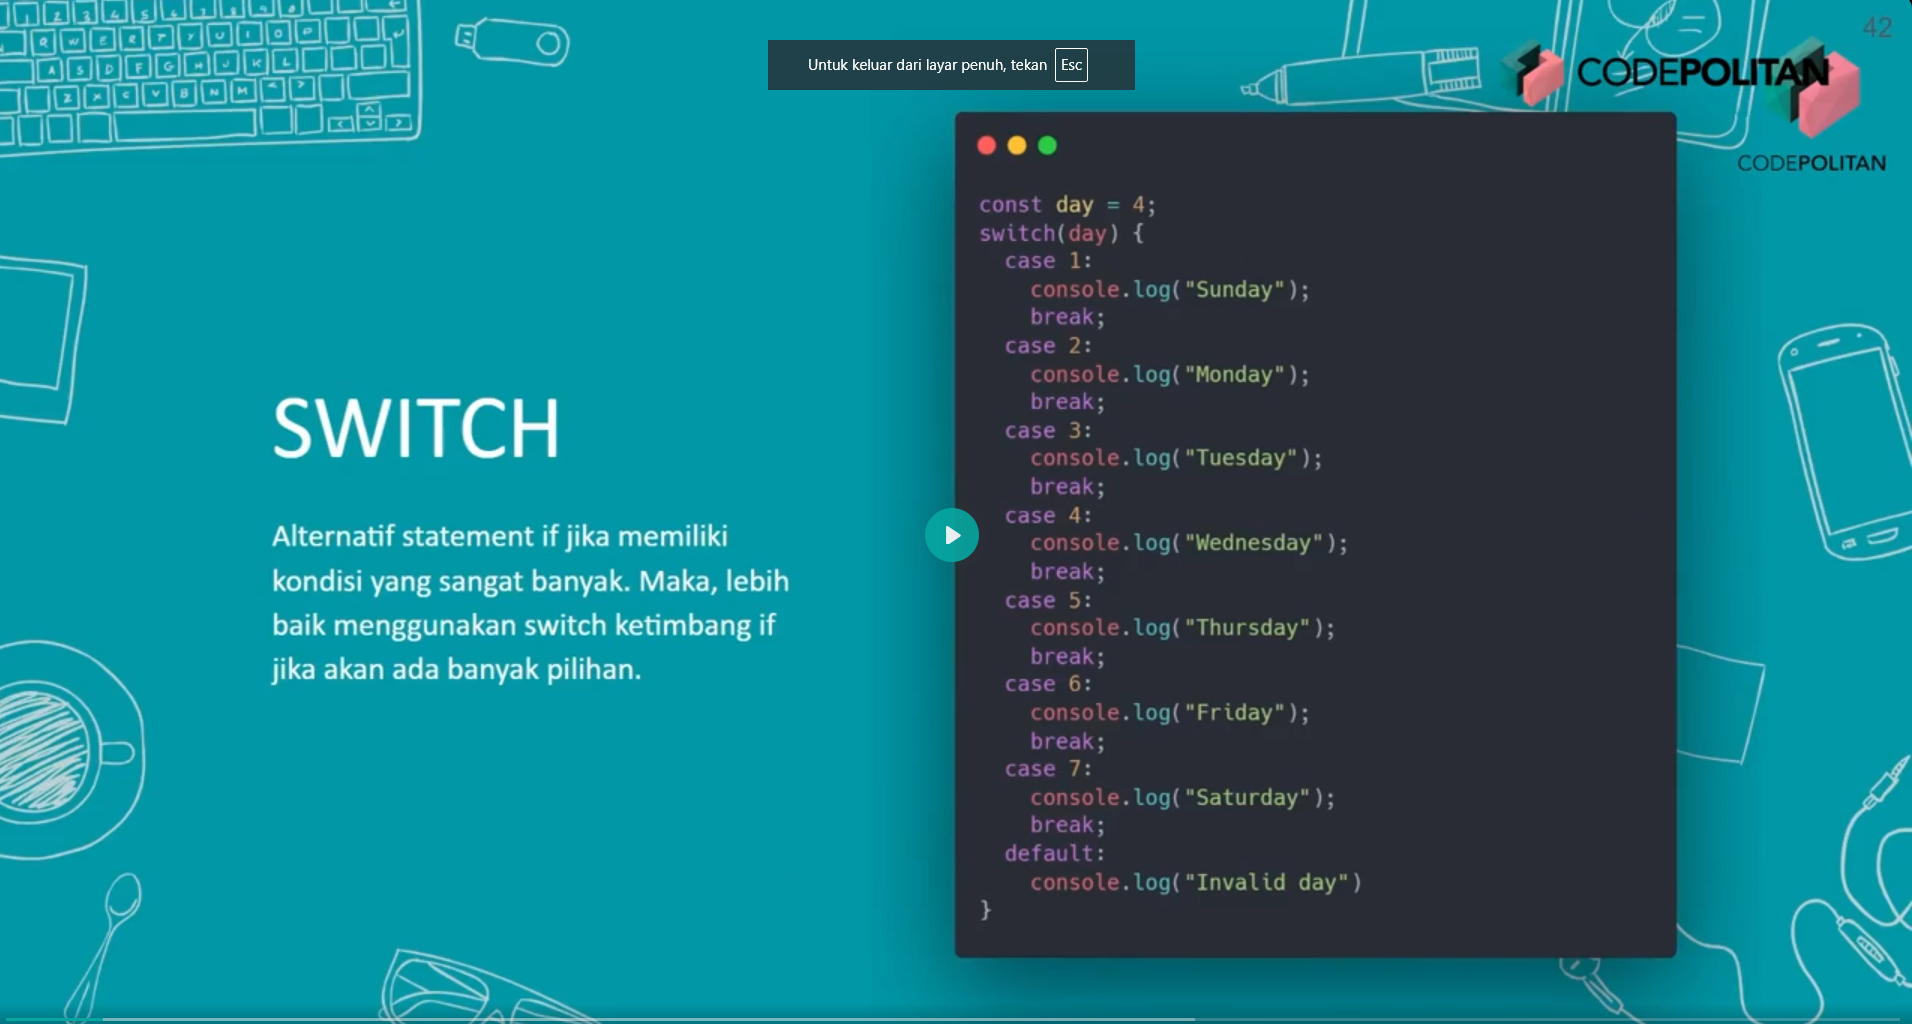 42
Untuk keluar dari layar penuh, tekan Esc
CODEPOLITAN
CODEPOLITAN
SWITCH
Alternatif statement if jika memiliki
kondisi yang sangat banyak. Maka, lebih
baik menggunakan switch ketimbang if
jika akan ada banyak pilihan.
const day = 4;
switch(day) {
  case 1:
    console.log("Sunday");
    break;
  case 2:
    console.log("Monday");
    break;
  case 3:
    console.log("Tuesday");
    break;
  case 4:
    console.log("Wednesday");
    break;
  case 5:
    console.log("Thursday");
    break;
  case 6:
    console.log("Friday");
    break;
  case 7:
    console.log("Saturday");
    break;
  default:
    console.log("Invalid day")
}